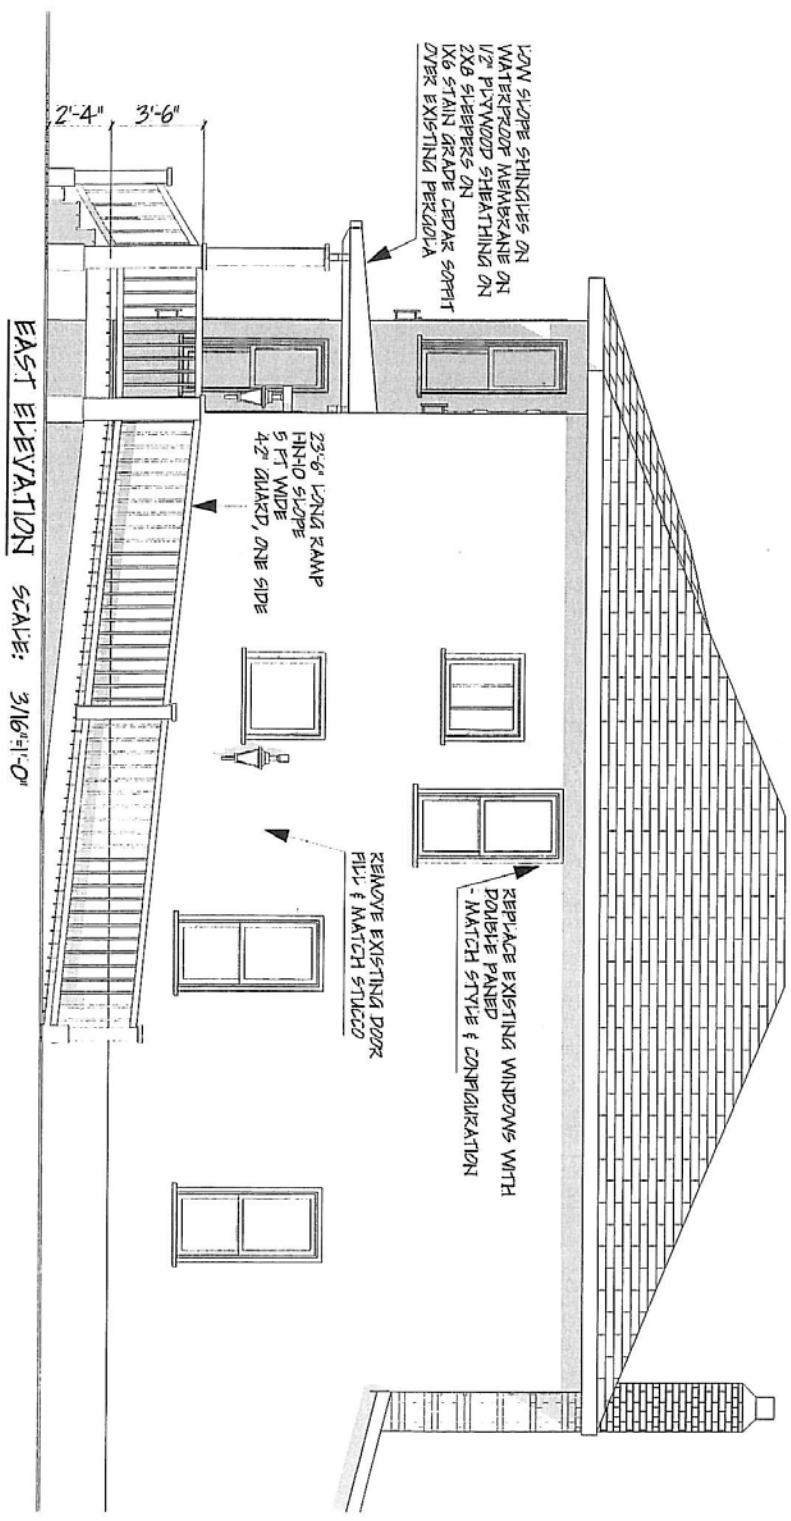 LOW SLOPE SHINGLES ON
WATERPROOF MEMBRANE ON
1/2" PLYWOOD SHEATHING ON
2X8 SLEEPERS ON
1X6 STAIN GRADE CEDAR SOFFIT
OVER EXISTING PERGOLA
3'-6"
2'-4"
REPLACE EXISTING WINDOWS WITH
DOUBLE PANED
- MATCH STYLE & CONFIGURATION
REMOVE EXISTING DOOR
FILL & MATCH STUCCO
23'-6" LONG RAMP
1-IN-10 SLOPE
5 FT WIDE
42" GUARD, ONE SIDE
EAST ELEVATION SCALE: 3/16"=1'-0"